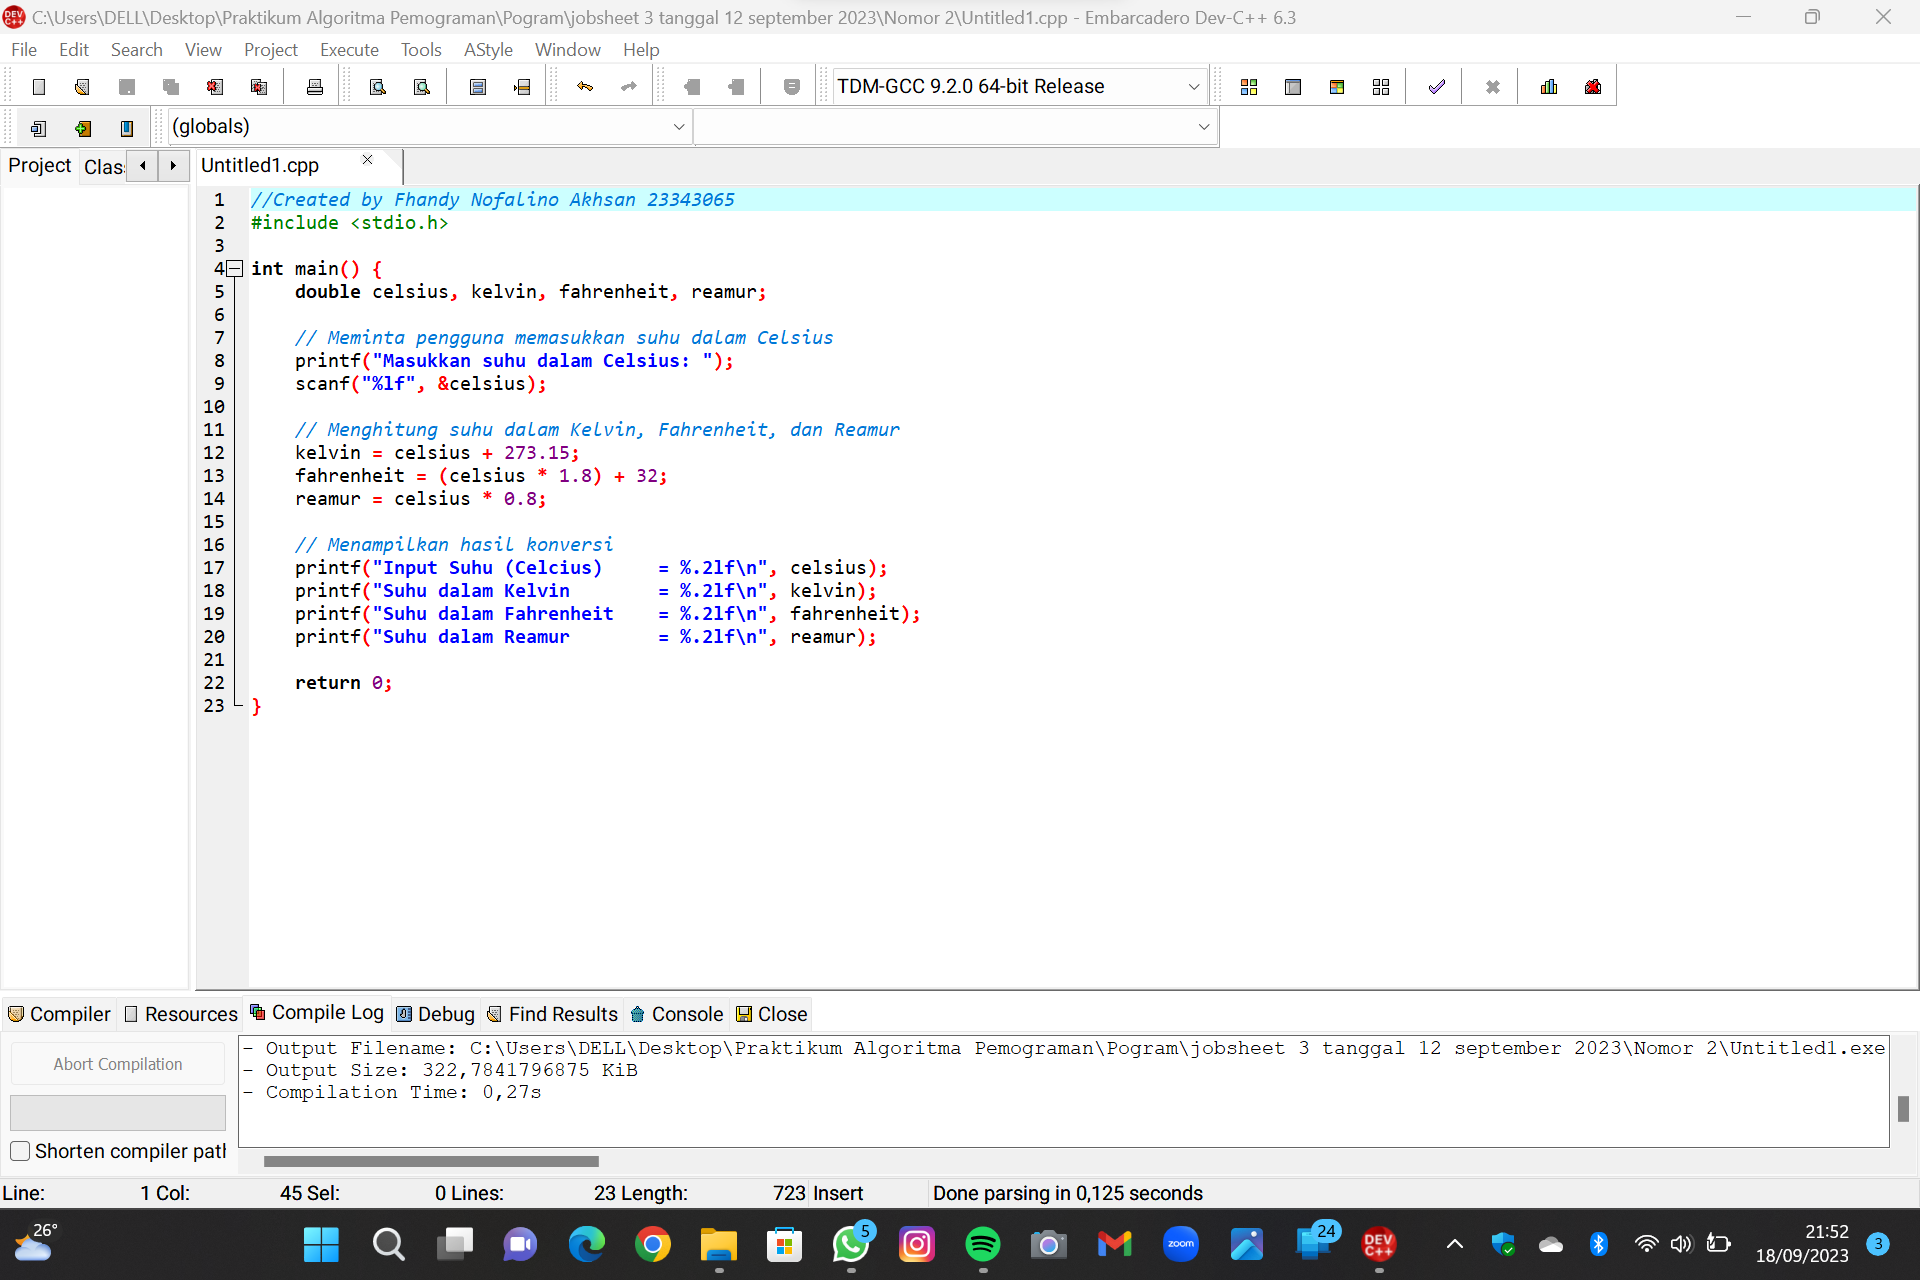 DEV C++ C:\Users\DELL\Desktop\Praktikum Algoritma Pemograman\Pogram\jobsheet 3 tanggal 12 september 2023\Nomor 2\Untitled1.cpp - Embarcadero Dev-C++ 6.3
File Edit Search View Project Execute Tools AStyle Window Help
TDM-GCC 9.2.0 64-bit Release
(globals)
Project Clas Untitled1.cpp
1 //Created by Fhandy Nofalino Akhsan 23343065
2 #include <stdio.h>
3
4 int main() {
5     double celsius, kelvin, fahrenheit, reamur;
6
7     // Meminta pengguna memasukkan suhu dalam Celsius
8     printf("Masukkan suhu dalam Celsius: ");
9     scanf("%lf", &celsius);
10
11     // Menghitung suhu dalam Kelvin, Fahrenheit, dan Reamur
12     kelvin = celsius + 273.15;
13     fahrenheit = (celsius * 1.8) + 32;
14     reamur = celsius * 0.8;
15
16     // Menampilkan hasil konversi
17     printf("Input Suhu (Celcius)     = %.2lf\n", celsius);
18     printf("Suhu dalam Kelvin        = %.2lf\n", kelvin);
19     printf("Suhu dalam Fahrenheit    = %.2lf\n", fahrenheit);
20     printf("Suhu dalam Reamur        = %.2lf\n", reamur);
21
22     return 0;
23 }
Compiler Resources Compile Log Debug Find Results Console Close
Abort Compilation
Shorten compiler path
- Output Filename: C:\Users\DELL\Desktop\Praktikum Algoritma Pemograman\Pogram\jobsheet 3 tanggal 12 september 2023\Nomor 2\Untitled1.exe
- Output Size: 322,7841796875 KiB
- Compilation Time: 0,27s
Line: 1 Col: 45 Sel: 0 Lines: 23 Length: 723 Insert Done parsing in 0,125 seconds
26°
5
zoom
24
DEV C++
21:52
18/09/2023
3